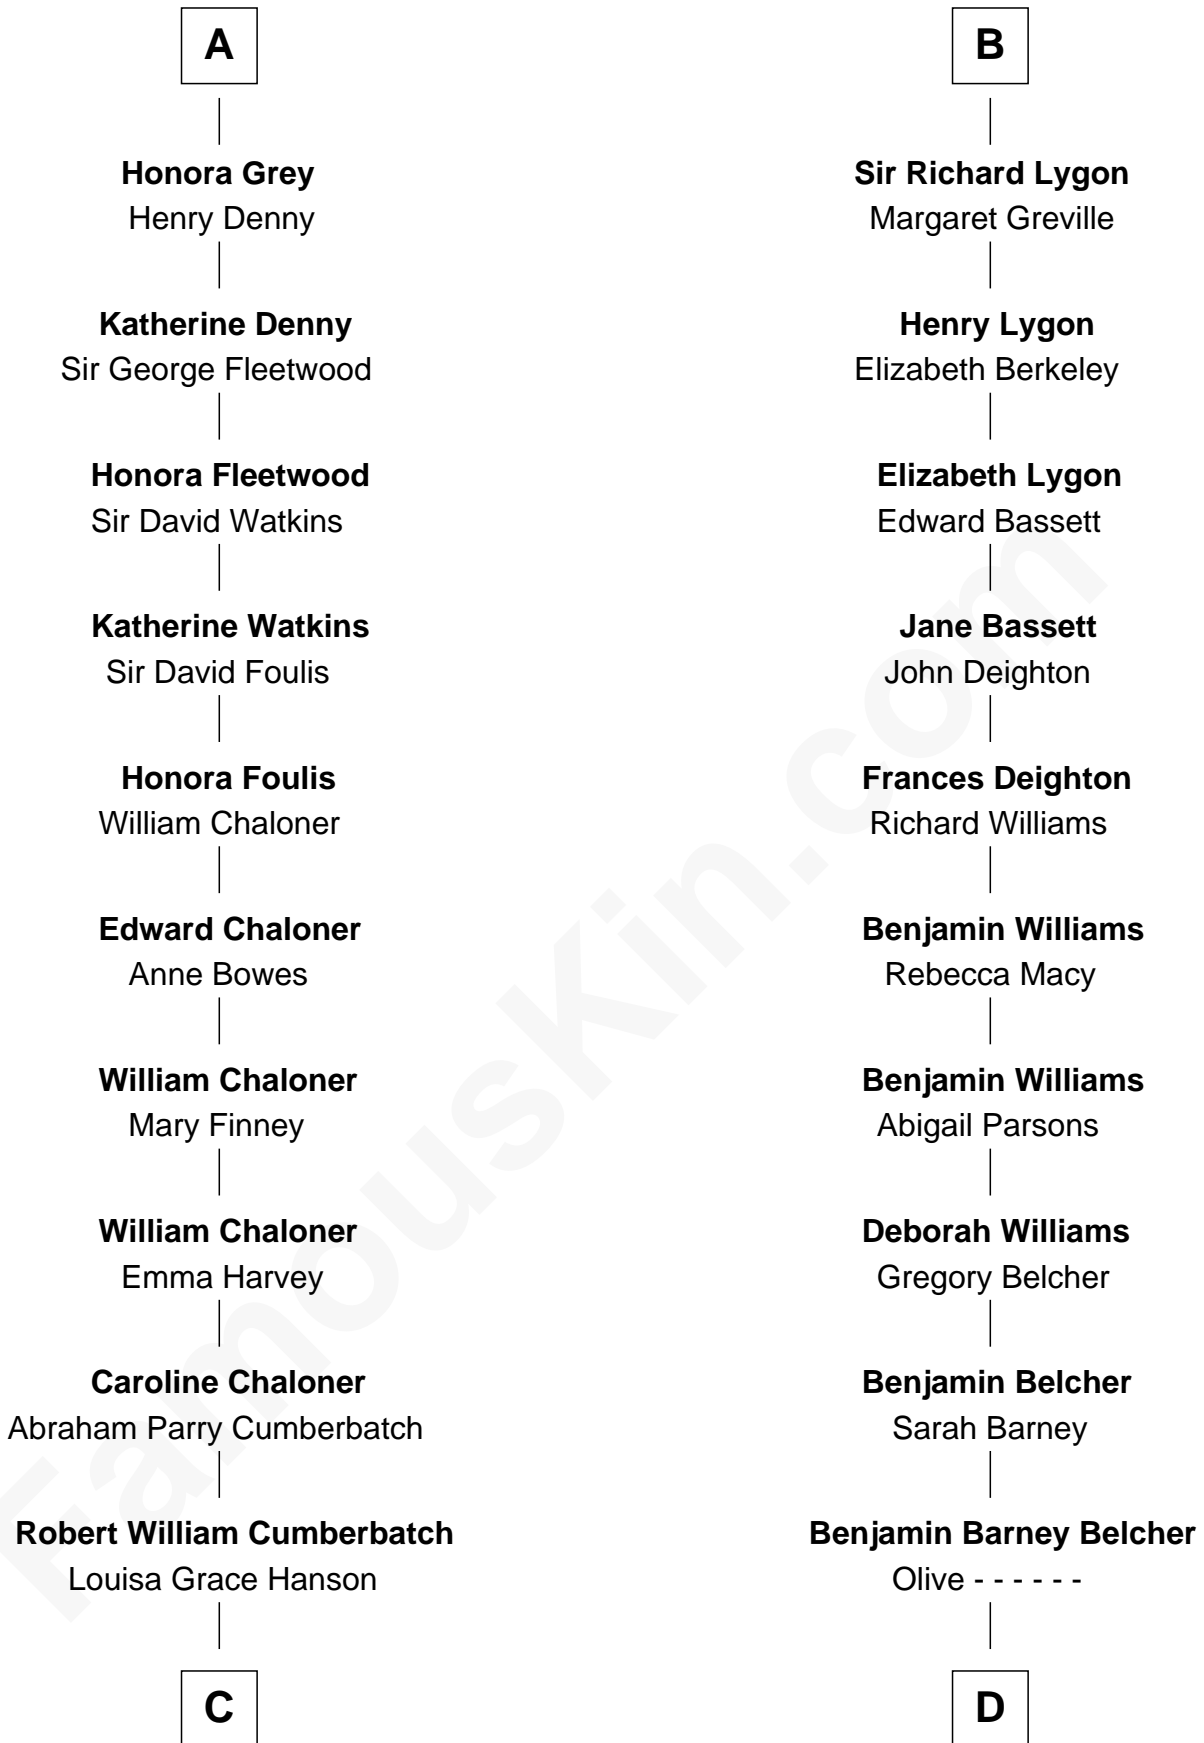 A
Honora Grey
Henry Denny
Katherine Denny
Sir George Fleetwood
Honora Fleetwood
Sir David Watkins
Katherine Watkins
Sir David Foulis
Honora Foulis
William Chaloner
Edward Chaloner
Anne Bowes
William Chaloner
Mary Finney
William Chaloner
Emma Harvey
Caroline Chaloner
Abraham Parry Cumberbatch
Robert William Cumberbatch
Louisa Grace Hanson
C
B
Sir Richard Lygon
Margaret Greville
Henry Lygon
Elizabeth Berkeley
Elizabeth Lygon
Edward Bassett
Jane Bassett
John Deighton
Frances Deighton
Richard Williams
Benjamin Williams
Rebecca Macy
Benjamin Williams
Abigail Parsons
Deborah Williams
Gregory Belcher
Benjamin Belcher
Sarah Barney
Benjamin Barney Belcher
Olive - - - - - -
D
FamousKin.com